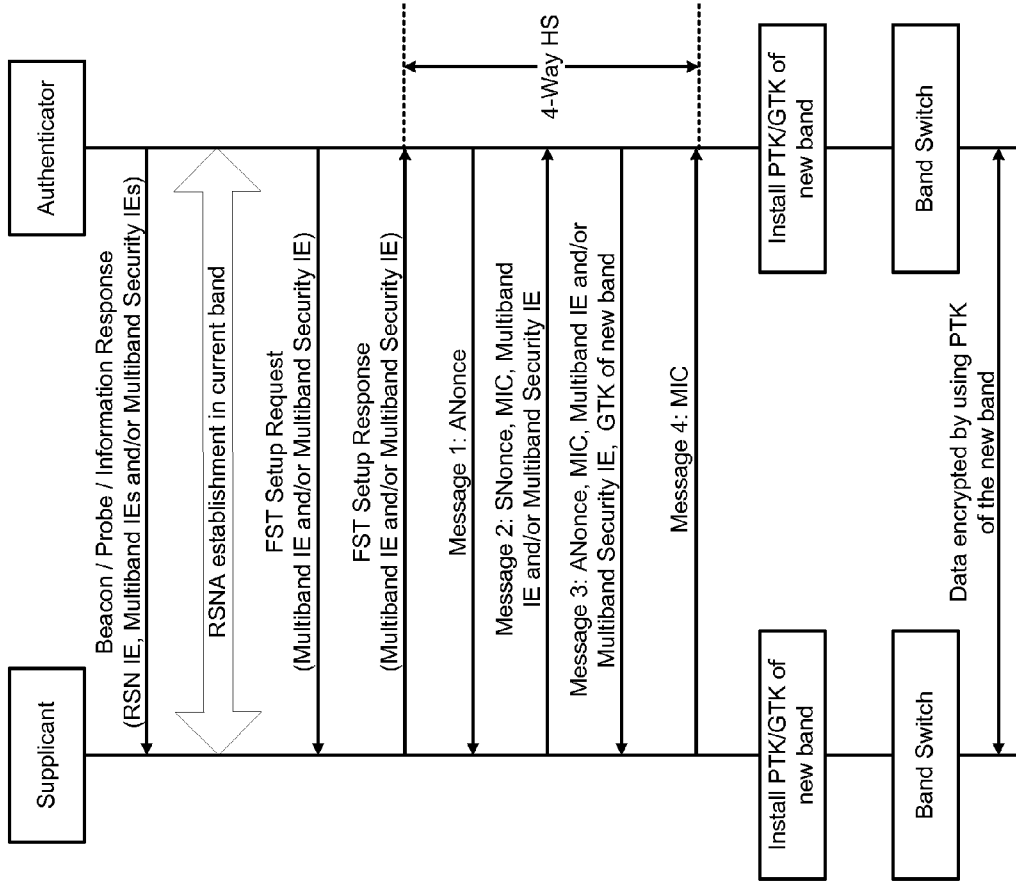 Supplicant
Authenticator
Beacon / Probe / Information Response
(RSN IE, Multiband IEs and/or Multiband Security IEs)
RSNA establishment in current band
FST Setup Request
(Multiband IE and/or Multiband Security IE)
FST Setup Response
(Multiband IE and/or Multiband Security IE)
Message 1: ANonce
Message 2: SNonce, MIC, Multiband
IE and/or Multiband Security IE
Message 3: ANonce, MIC, Multiband IE and/or
Multiband Security IE, GTK of new band
Message 4: MIC
4-Way HS
Install PTK/GTK of
new band
Install PTK/GTK of
new band
Band Switch
Band Switch
Data encrypted by using PTK
of the new band